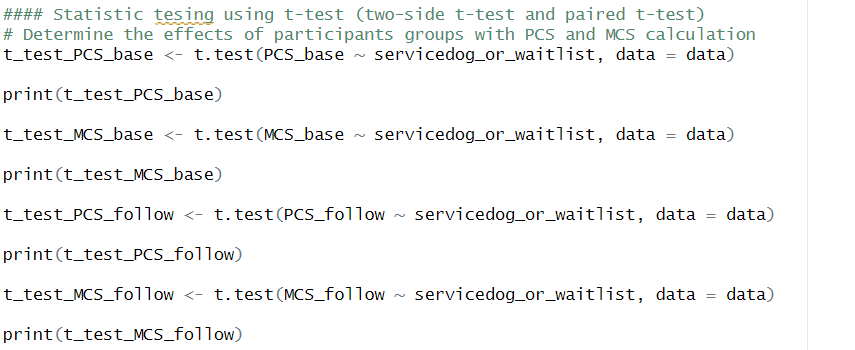 #### Statistic tesing using t-test (two-side t-test and paired t-test)
# Determine the effects of participants groups with PCS and MCS calculation
t_test_PCS_base <- t.test(PCS_base ~ servicedog_or_waitlist, data = data)
print(t_test_PCS_base)
t_test_MCS_base <- t.test(MCS_base ~ servicedog_or_waitlist, data = data)
print(t_test_MCS_base)
t_test_PCS_follow <- t.test(PCS_follow ~ servicedog_or_waitlist, data = data)
print(t_test_PCS_follow)
t_test_MCS_follow <- t.test(MCS_follow ~ servicedog_or_waitlist, data = data)
print(t_test_MCS_follow)